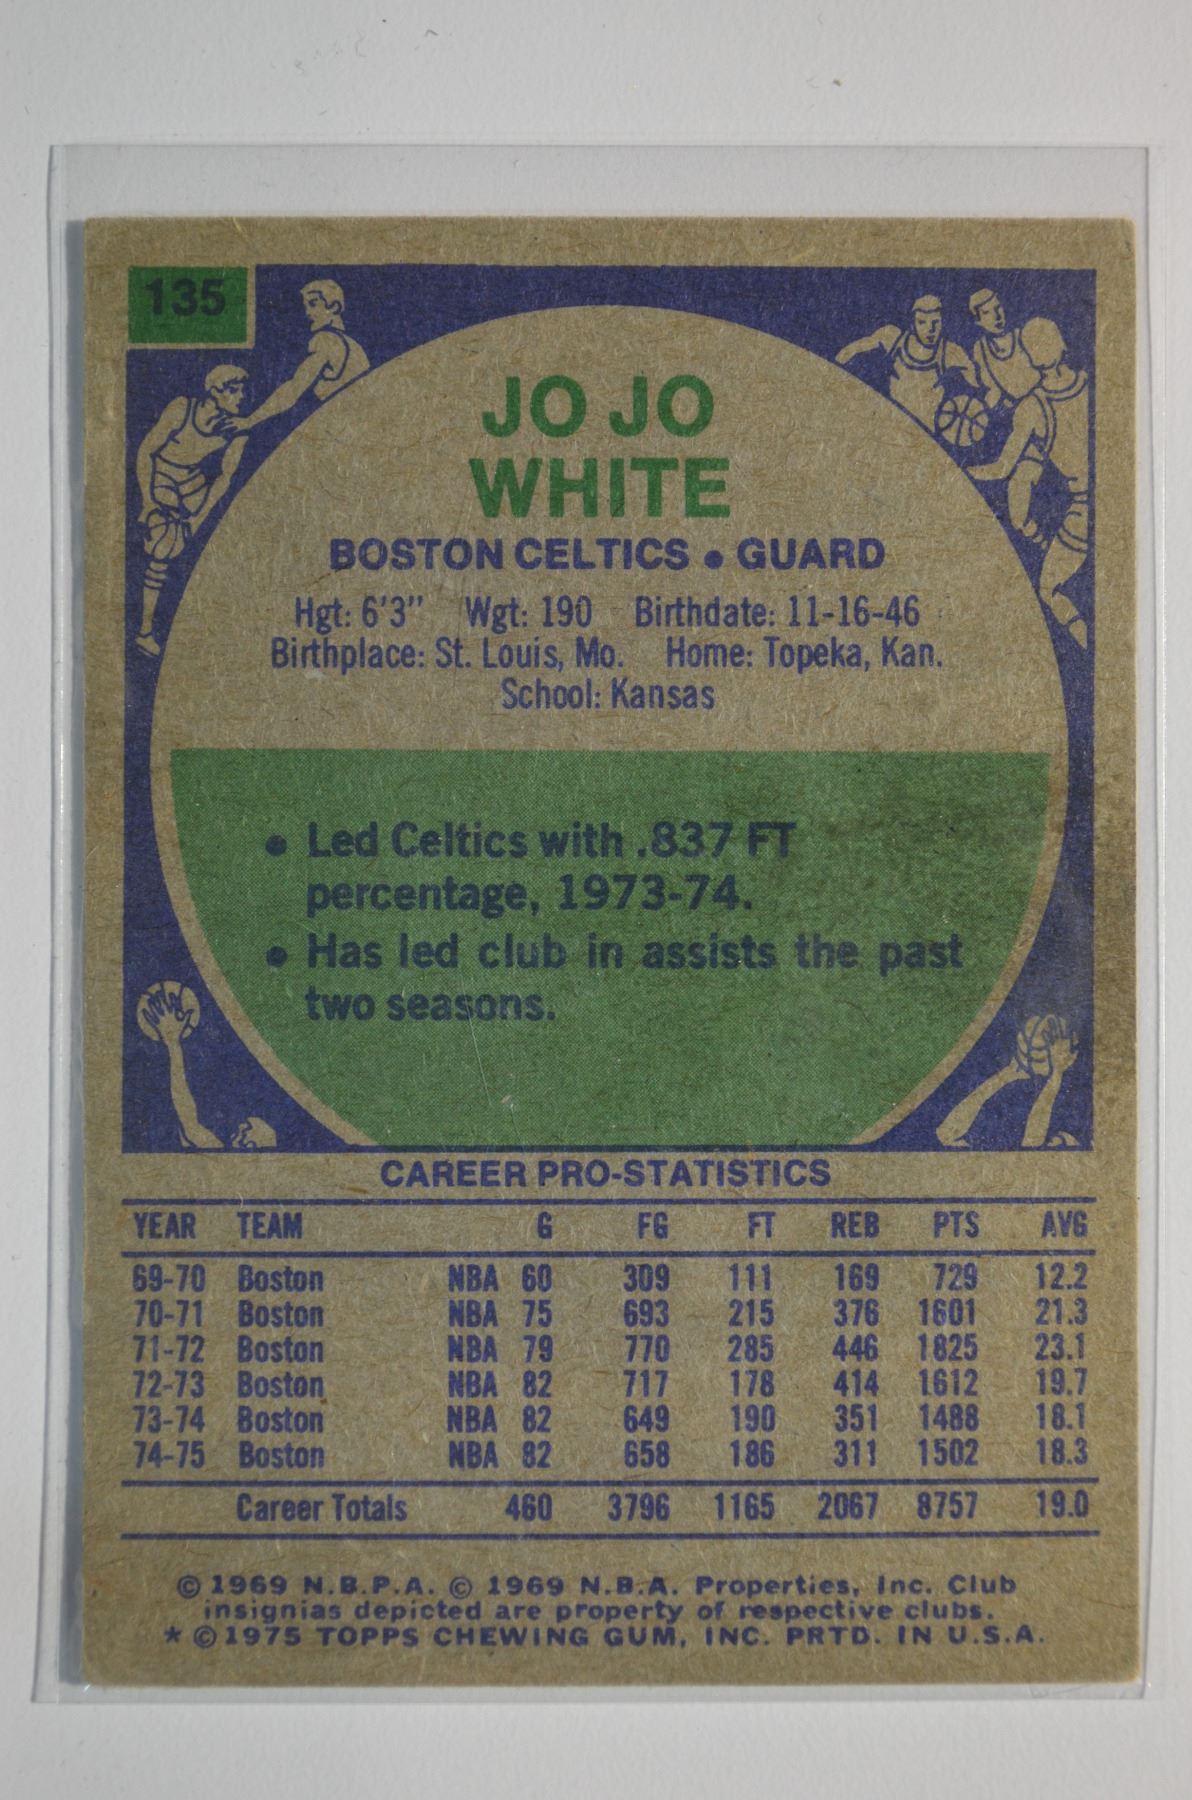 135
JO JO
WHITE
BOSTON CELTICS • GUARD
Hgt: 6'3" Wgt: 190 Birthdate: 11-16-46
Birthplace: St. Louis, Mo. Home: Topeka, Kan.
School: Kansas
• Led Celtics with .837 FT
percentage, 1973-74.
• Has led club in assists the past
two seasons.
CAREER PRO-STATISTICS
YEAR TEAM G FG FT REB PTS AVG
69-70 Boston NBA 60 309 111 169 729 12.2
70-71 Boston NBA 75 693 215 376 1601 21.3
71-72 Boston NBA 79 770 285 446 1825 23.1
72-73 Boston NBA 82 717 178 414 1612 19.7
73-74 Boston NBA 82 649 190 351 1488 18.1
74-75 Boston NBA 82 658 186 311 1502 18.3
Career Totals 460 3796 1165 2067 8757 19.0
© 1969 N.B.P.A. © 1969 N.B.A. Properties, Inc. Club
insignias depicted are property of respective clubs.
* © 1975 TOPPS CHEWING GUM, INC. PRTD. IN U.S.A.